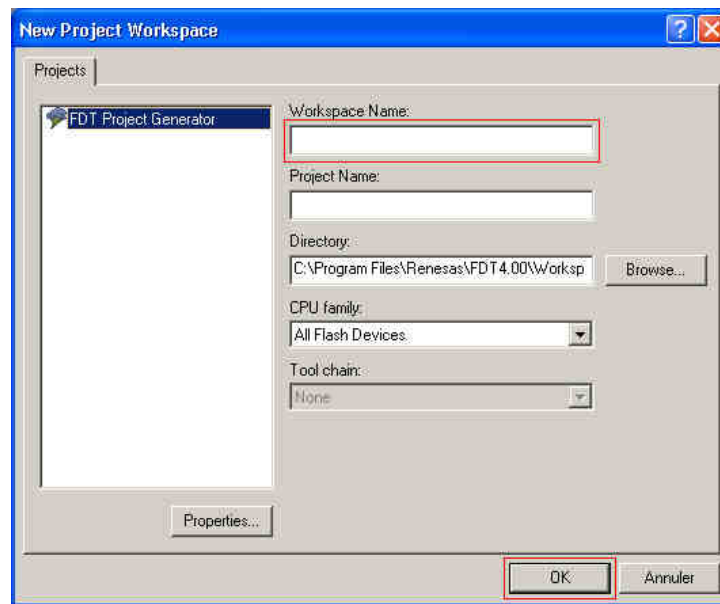 New Project Workspace
Projects
FDT Project Generator
Workspace Name:
Project Name:
Directory:
C:\Program Files\Renesas\FDT4.00\Worksp
Browse...
CPU family:
All Flash Devices
Tool chain:
None
Properties...
OK
Annuler